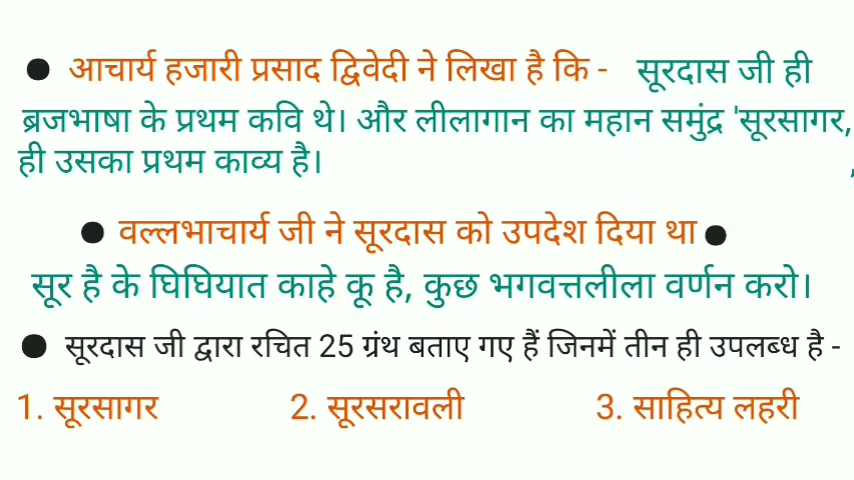 ● आचार्य हजारी प्रसाद द्विवेदी ने लिखा है कि - सूरदास जी ही
ब्रजभाषा के प्रथम कवि थे। और लीलागान का महान समुंद्र 'सूरसागर,
ही उसका प्रथम काव्य है। ,
● वल्लभाचार्य जी ने सूरदास को उपदेश दिया था ●
सूर है के घिघियात काहे कू है, कुछ भगवत्तलीला वर्णन करो।
● सूरदास जी द्वारा रचित 25 ग्रंथ बताए गए हैं जिनमें तीन ही उपलब्ध है -
1. सूरसागर 2. सूरसरावली 3. साहित्य लहरी